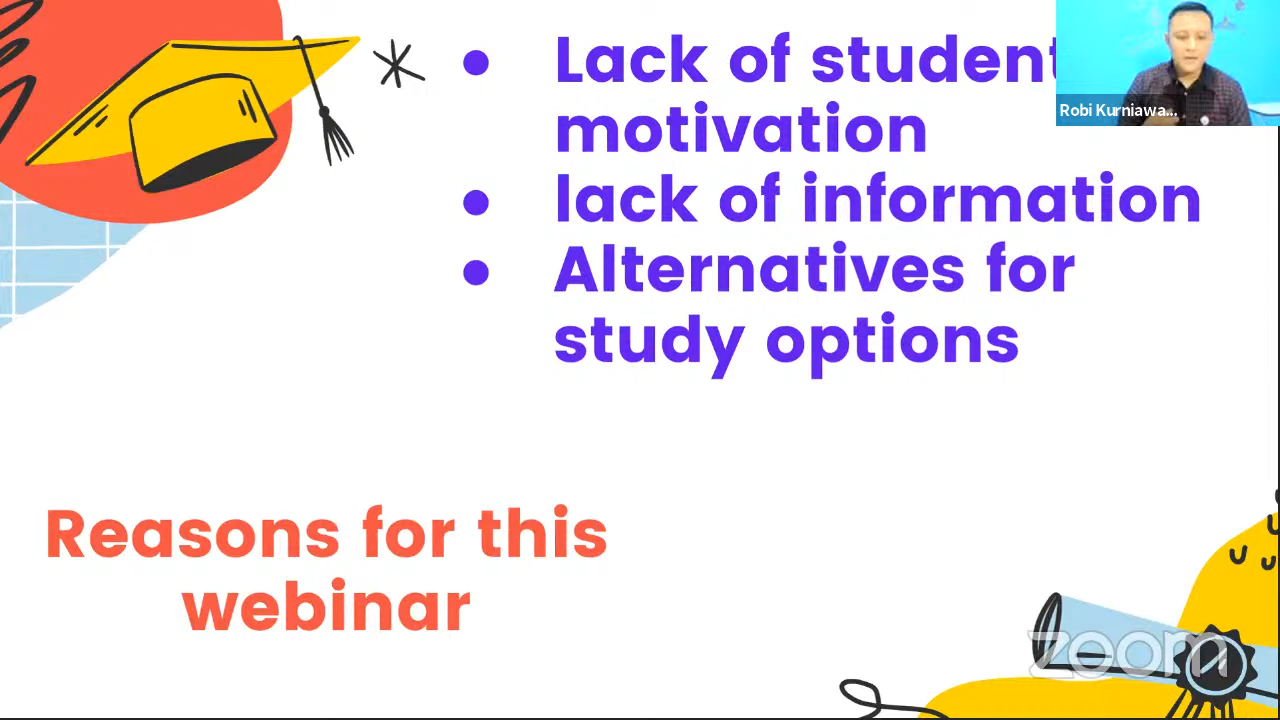 • Lack of student
motivation
• lack of information
• Alternatives for
study options
Robi Kurniawa...
Reasons for this
webinar
zoom